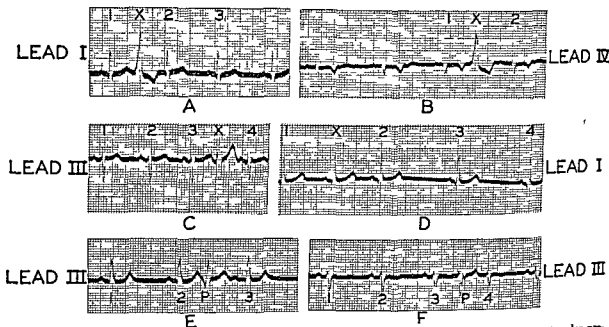 1 X 2 3
LEAD I
A
1 X 2
LEAD IV
B
1 2 3 X 4
LEAD III
C
1 X 2 3 4
LEAD I
D
LEAD III
1 2 P 3
E
LEAD III
1 2 3 P 4
F